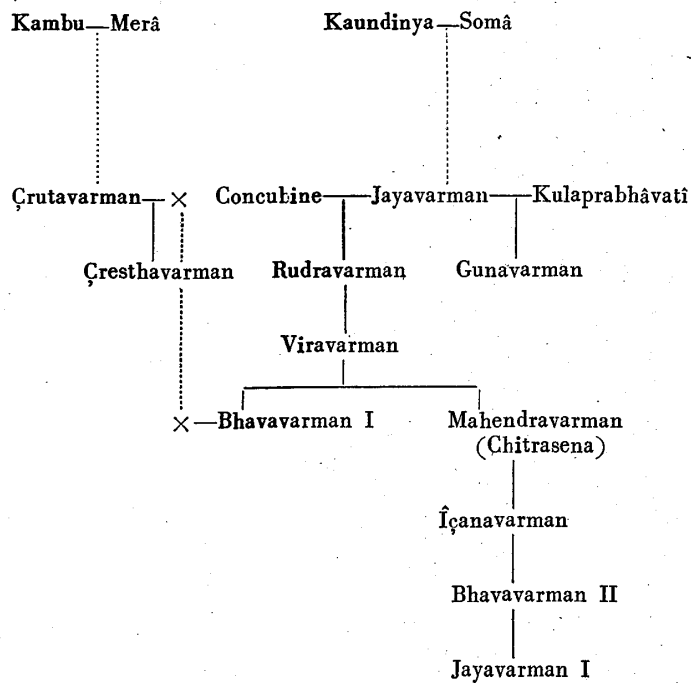 Kambu—Merâ Kaundinya—Somâ
Çrutavarman—× Concubine—Jayavarman—Kulaprabhâvatî
Çresthavarman Rudravarman Gunavarman
Viravarman
×—Bhavavarman I Mahendravarman
(Chitrasena)
Îçanavarman
Bhavavarman II
Jayavarman I